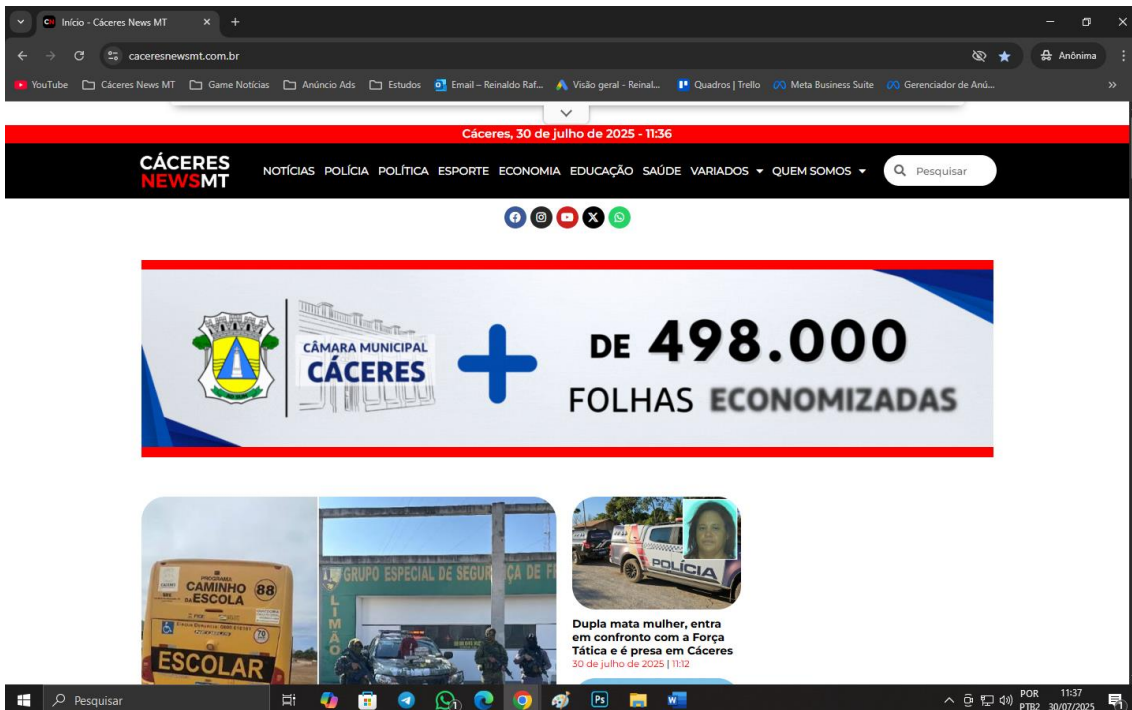 Início - Cáceres News MT
caceresnewsmt.com.br
Anônima
YouTube Cáceres News MT Game Notícias Anúncio Ads Estudos Email – Reinaldo Raf... Visão geral - Reinal... Quadros | Trello Meta Business Suite Gerenciador de Anú...
Cáceres, 30 de julho de 2025 - 11:36
CÁCERES
NEWSMT
NOTÍCIAS POLÍCIA POLÍTICA ESPORTE ECONOMIA EDUCAÇÃO SAÚDE VARIADOS QUEM SOMOS
Pesquisar
CÂMARA MUNICIPAL
CÁCERES
+
DE 498.000
FOLHAS ECONOMIZADAS
PROGRAMA
CAMINHO
DA ESCOLA
88
70
ESCOLAR
GRUPO ESPECIAL DE SEGURANÇA DE F
LIMÃO
POLÍCIA
Dupla mata mulher, entra
em confronto com a Força
Tática e é presa em Cáceres
30 de julho de 2025 | 11:12
Pesquisar
Ps
POR
PTB2
11:37
30/07/2025